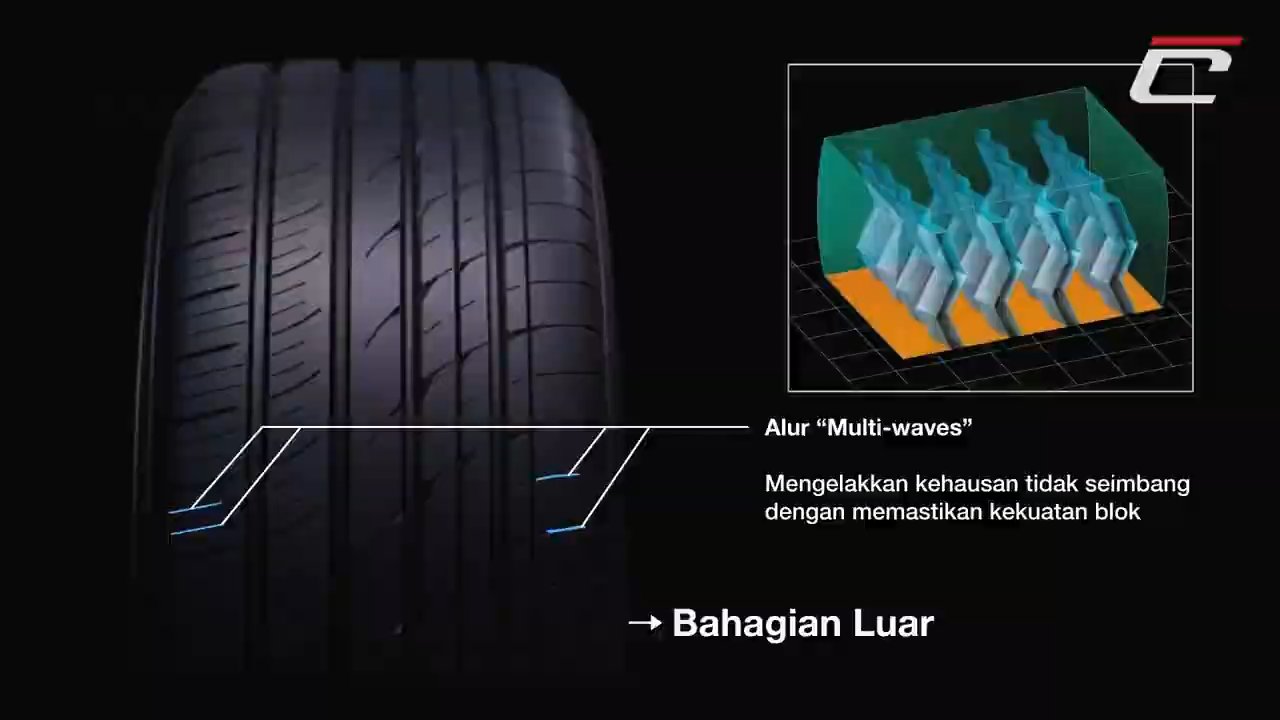 Alur “Multi-waves”
Mengelakkan kehausan tidak seimbang
dengan memastikan kekuatan blok
→ Bahagian Luar